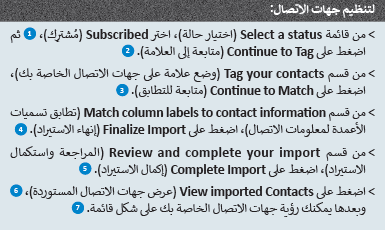 لتنظيم جهات الاتصال:
> من قائمة Select a status (اختيار حالة)، اختر Subscribed (مُشترك)، 1 ثم
اضغط على Continue to Tag (متابعة إلى العلامة). 2
> من قسم Tag your contacts (وضع علامة على جهات الاتصال الخاصة بك)،
اضغط على Continue to Match (متابعة للتطابق). 3
> من قسم Match column labels to contact information (تطابق تسميات
الأعمدة لمعلومات الاتصال)، اضغط على Finalize Import (إنهاء الاستيراد). 4
> من قسم Review and complete your import (المراجعة واستكمال
الاستيراد)، اضغط على Complete Import (إكمال الاستيراد). 5
> اضغط على View imported Contacts (عرض جهات الاتصال المستوردة)، 6
وبعدها يمكنك رؤية جهات الاتصال الخاصة بك على شكل قائمة. 7